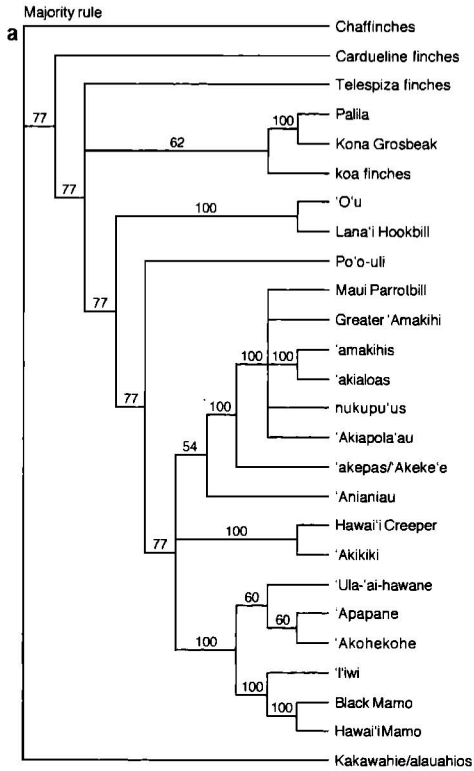 Majority rule
a
Chaffinches
Cardueline finches
77
Telespiza finches
Palila
100
Kona Grosbeak
62
koa finches
77
'O'u
100
Lana'i Hookbill
Po'o-uli
Maui Parrotbill
77
Greater 'Amakihi
'amakihis
100 100
'akialoas
nukupu'us
100
77
'Akiapola'au
54
'akepas/'Akeke'e
'Anianiau
Hawai'i Creeper
100
77
'Akikiki
'Ula-'ai-hawane
60
'Apapane
60
100
'Akohekohe
'I'iwi
100
Black Mamo
100
Hawai'i Mamo
Kakawahie/alauahios